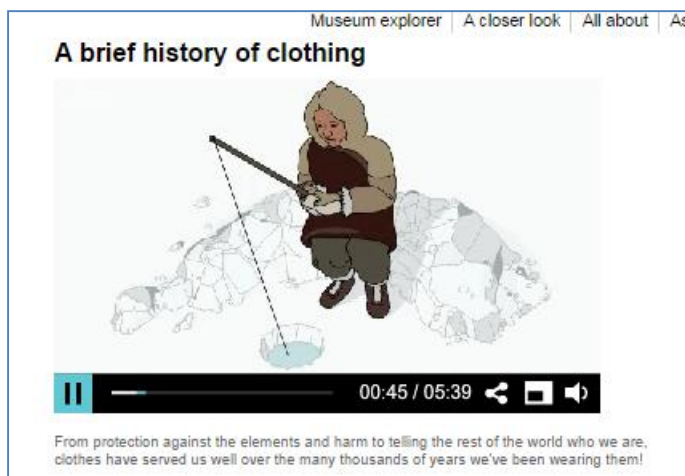 Museum explorer | A closer look | All about | As
A brief history of clothing
00:45 / 05:39
From protection against the elements and harm to telling the rest of the world who we are,
clothes have served us well over the many thousands of years we've been wearing them!